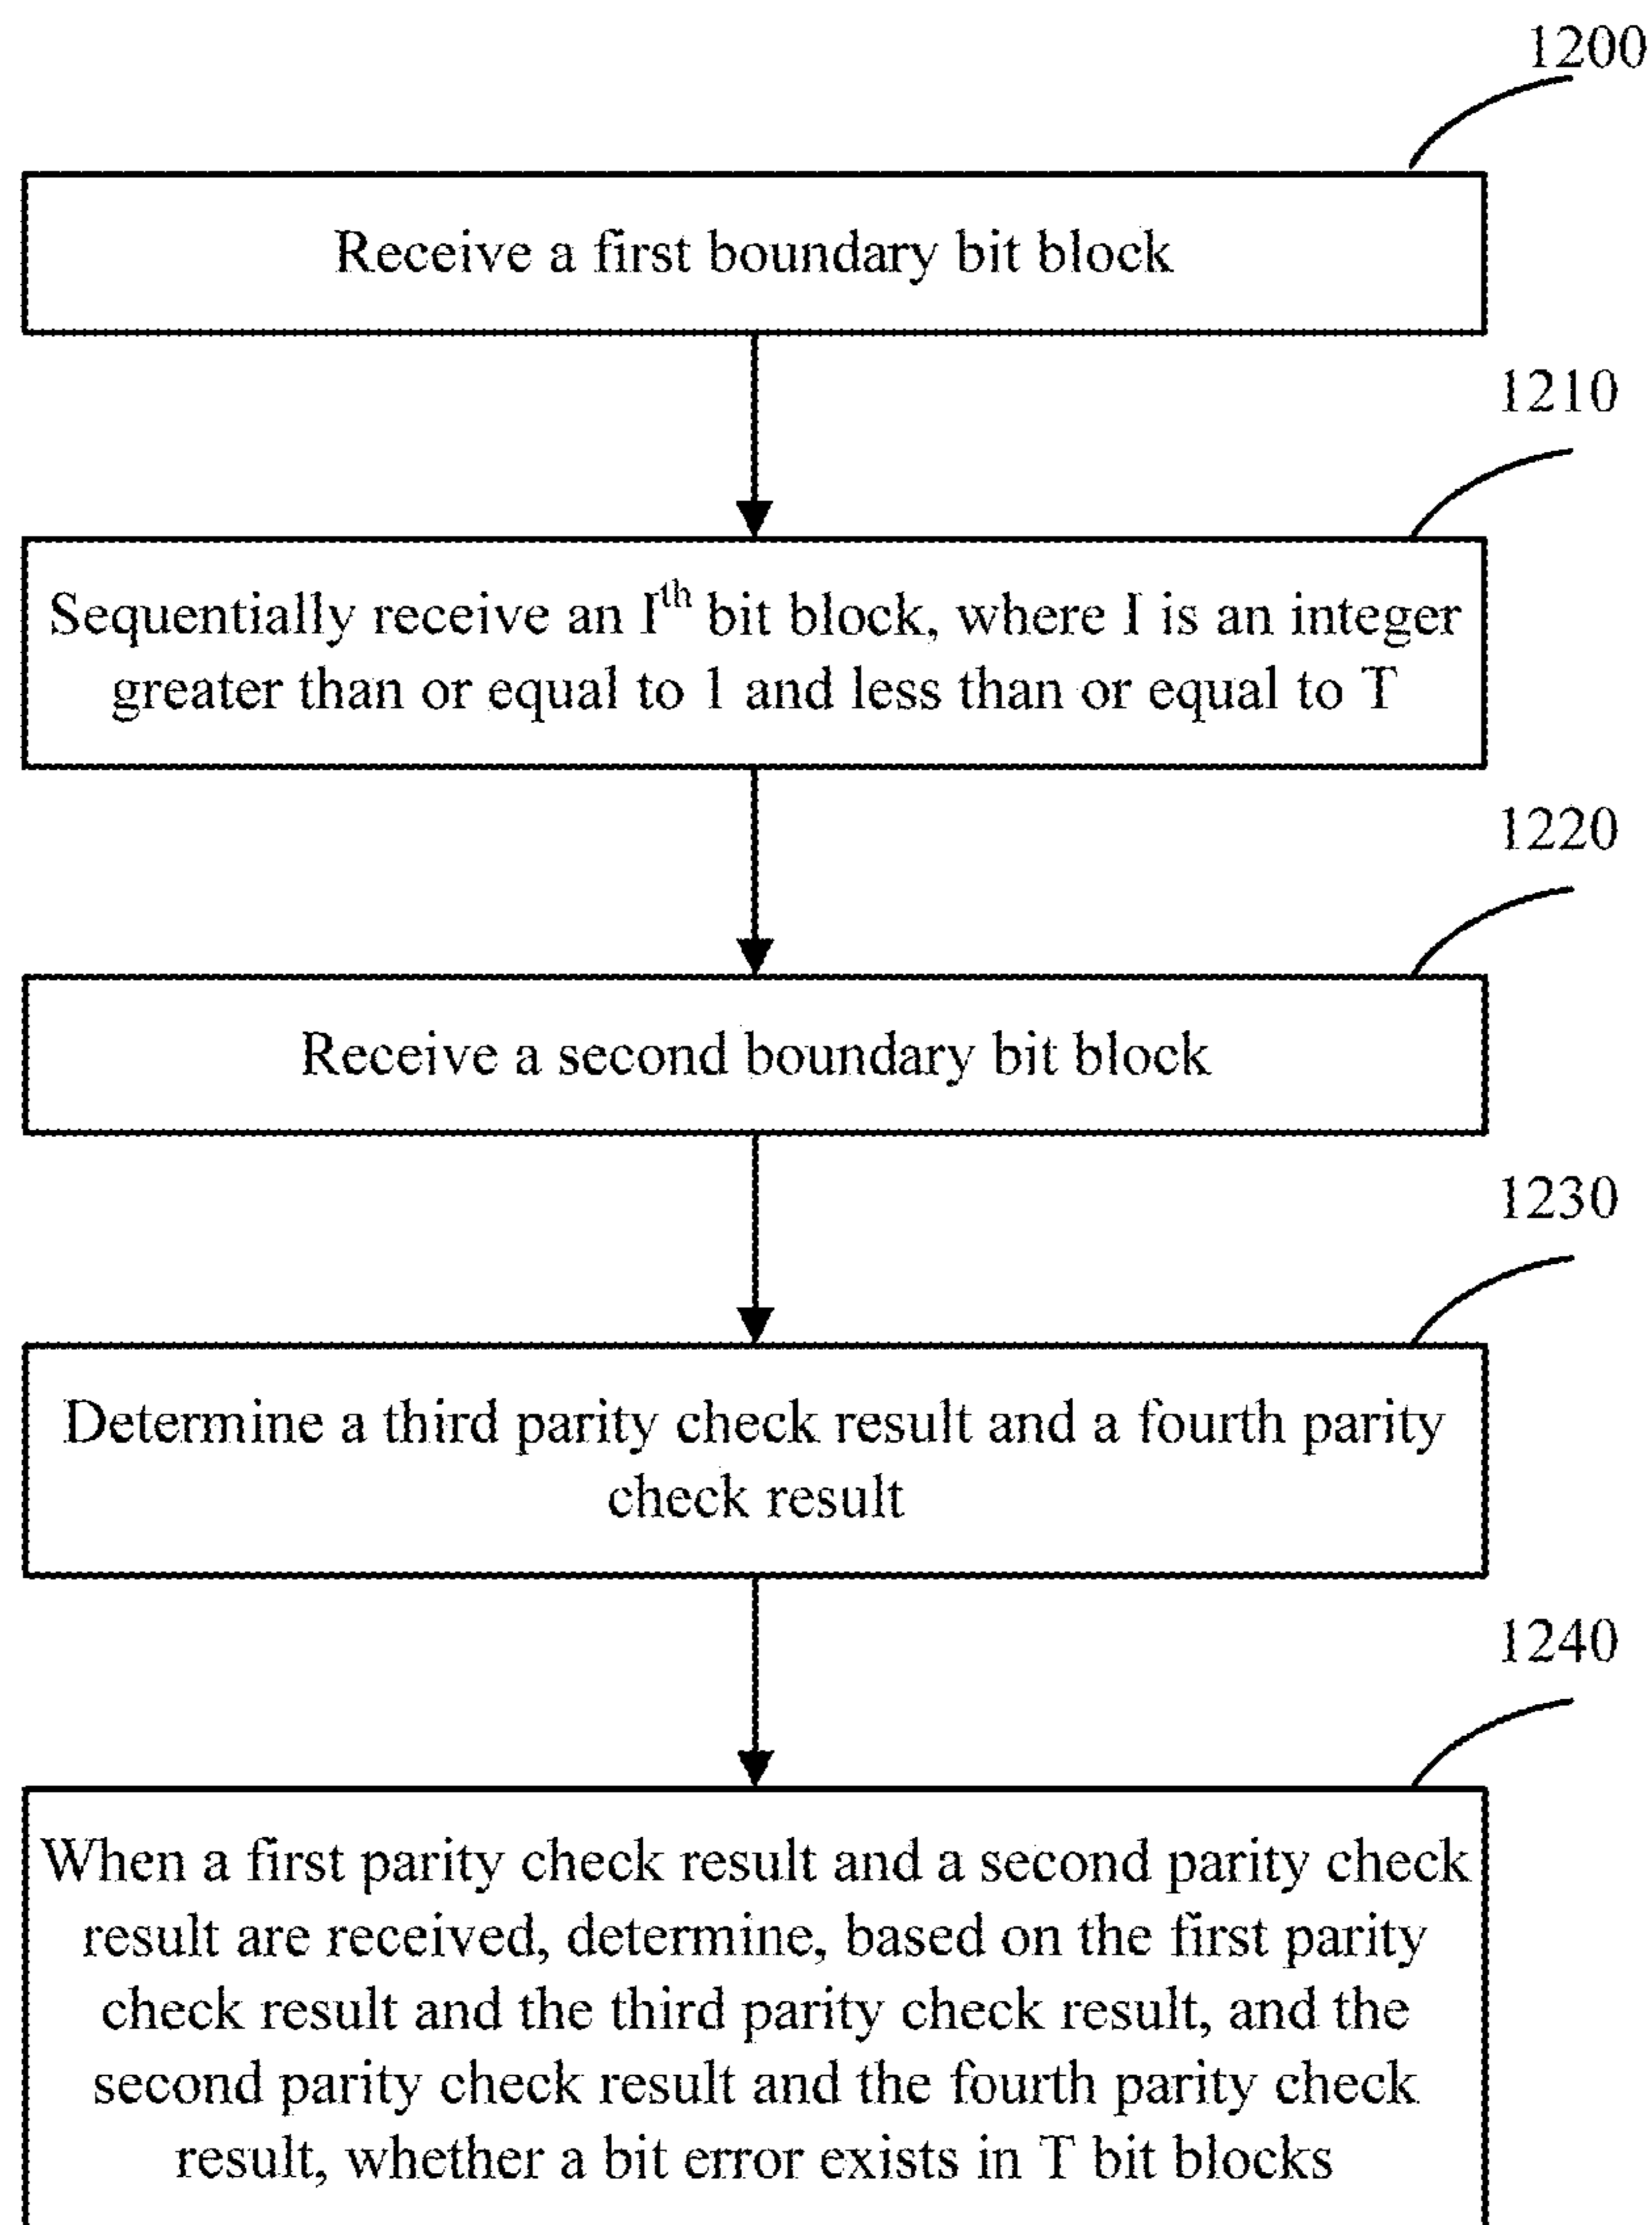 1200
Receive a first boundary bit block
1210
Sequentially receive an Ith bit block, where I is an integer
greater than or equal to 1 and less than or equal to T
1220
Receive a second boundary bit block
1230
Determine a third parity check result and a fourth parity
check result
1240
When a first parity check result and a second parity check
result are received, determine, based on the first parity
check result and the third parity check result, and the
second parity check result and the fourth parity check
result, whether a bit error exists in T bit blocks